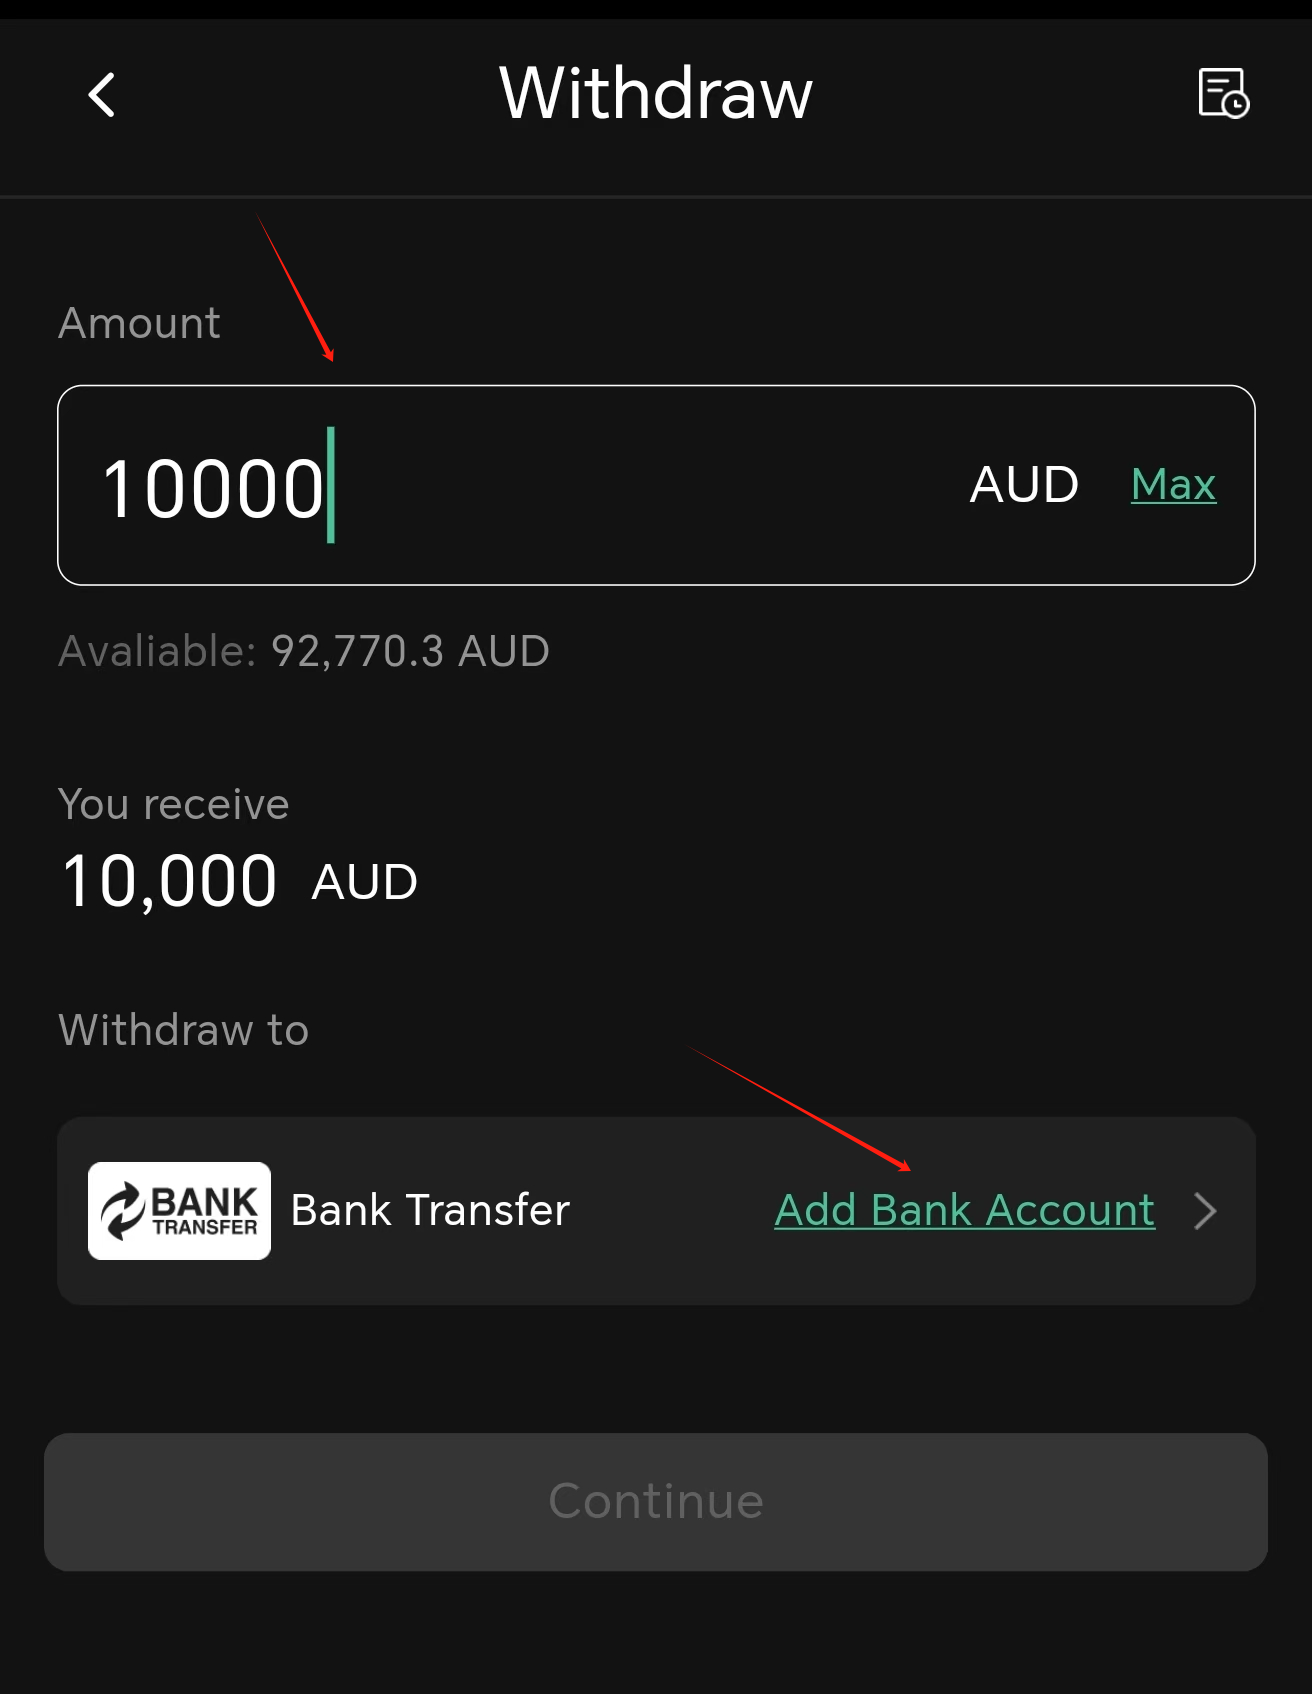 Withdraw
Amount
10000 AUD Max
Avaliable: 92,770.3 AUD
You receive
10,000 AUD
Withdraw to
BANK
TRANSFER
Bank Transfer Add Bank Account
Continue